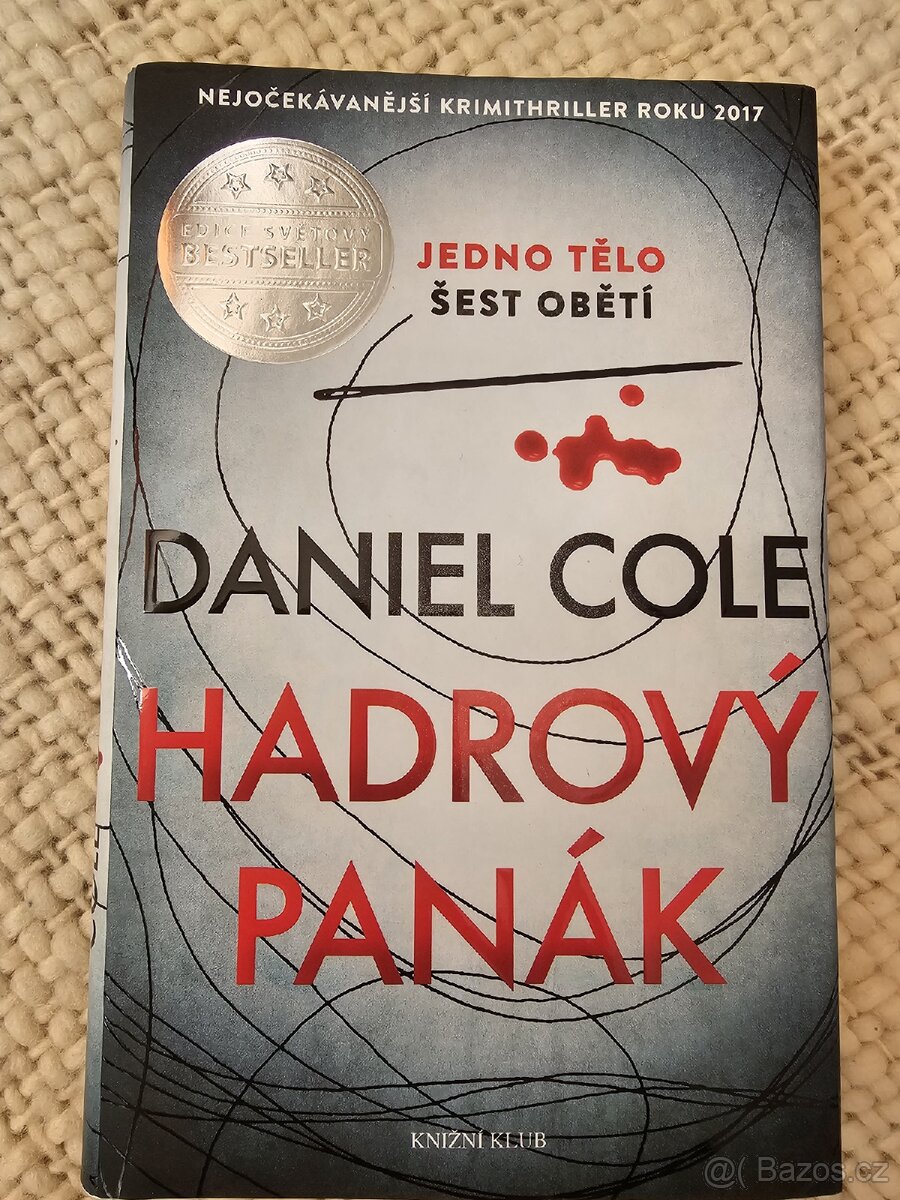 NEJOČEKÁVANĚJŠÍ KRIMITHRILLER ROKU 2017
EDICE SVĚTOVÝ
BESTSELLER
JEDNO TĚLO
ŠEST OBĚTÍ
DANIEL COLE
HADROVÝ
PANÁK
KNIŽNÍ KLUB
@( Bazos.cz